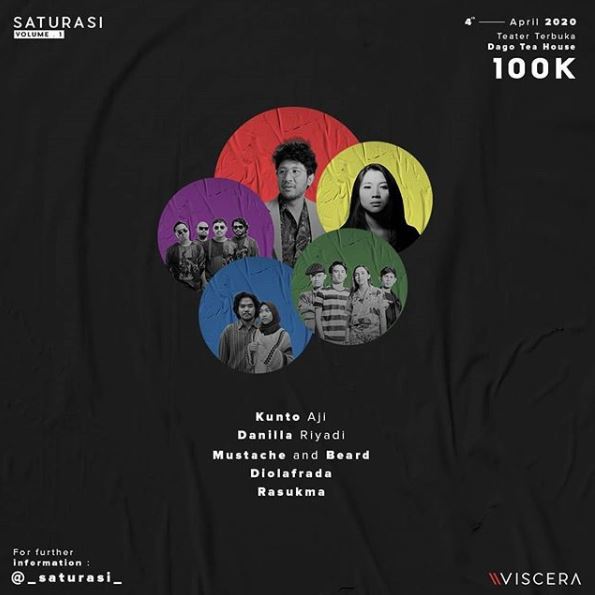 SATURASI
VOLUME . 1
4th April 2020
Teater Terbuka
Dago Tea House
100K
Kunto Aji
Danilla Riyadi
Mustache and Beard
Diolafrada
Rasukma
For further
information :
@_saturasi_
VISCERA